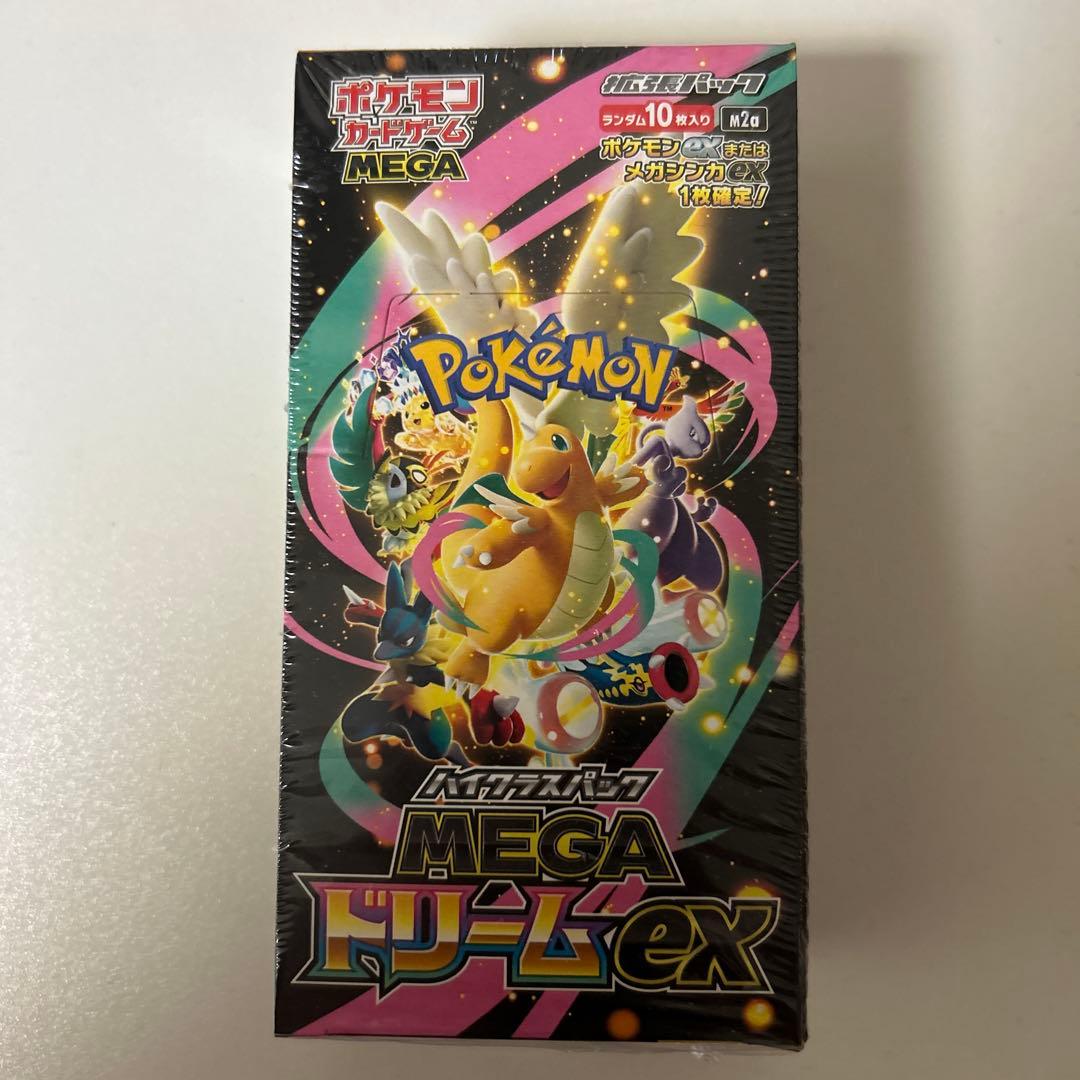 ポケモン
カードゲーム™
MEGA
拡張パック
ランダム10枚入り M2a
ポケモンexまたは
メガシンカex
1枚確定!
POKÉMON™
ハイクラスパック
MEGA
ドリームex